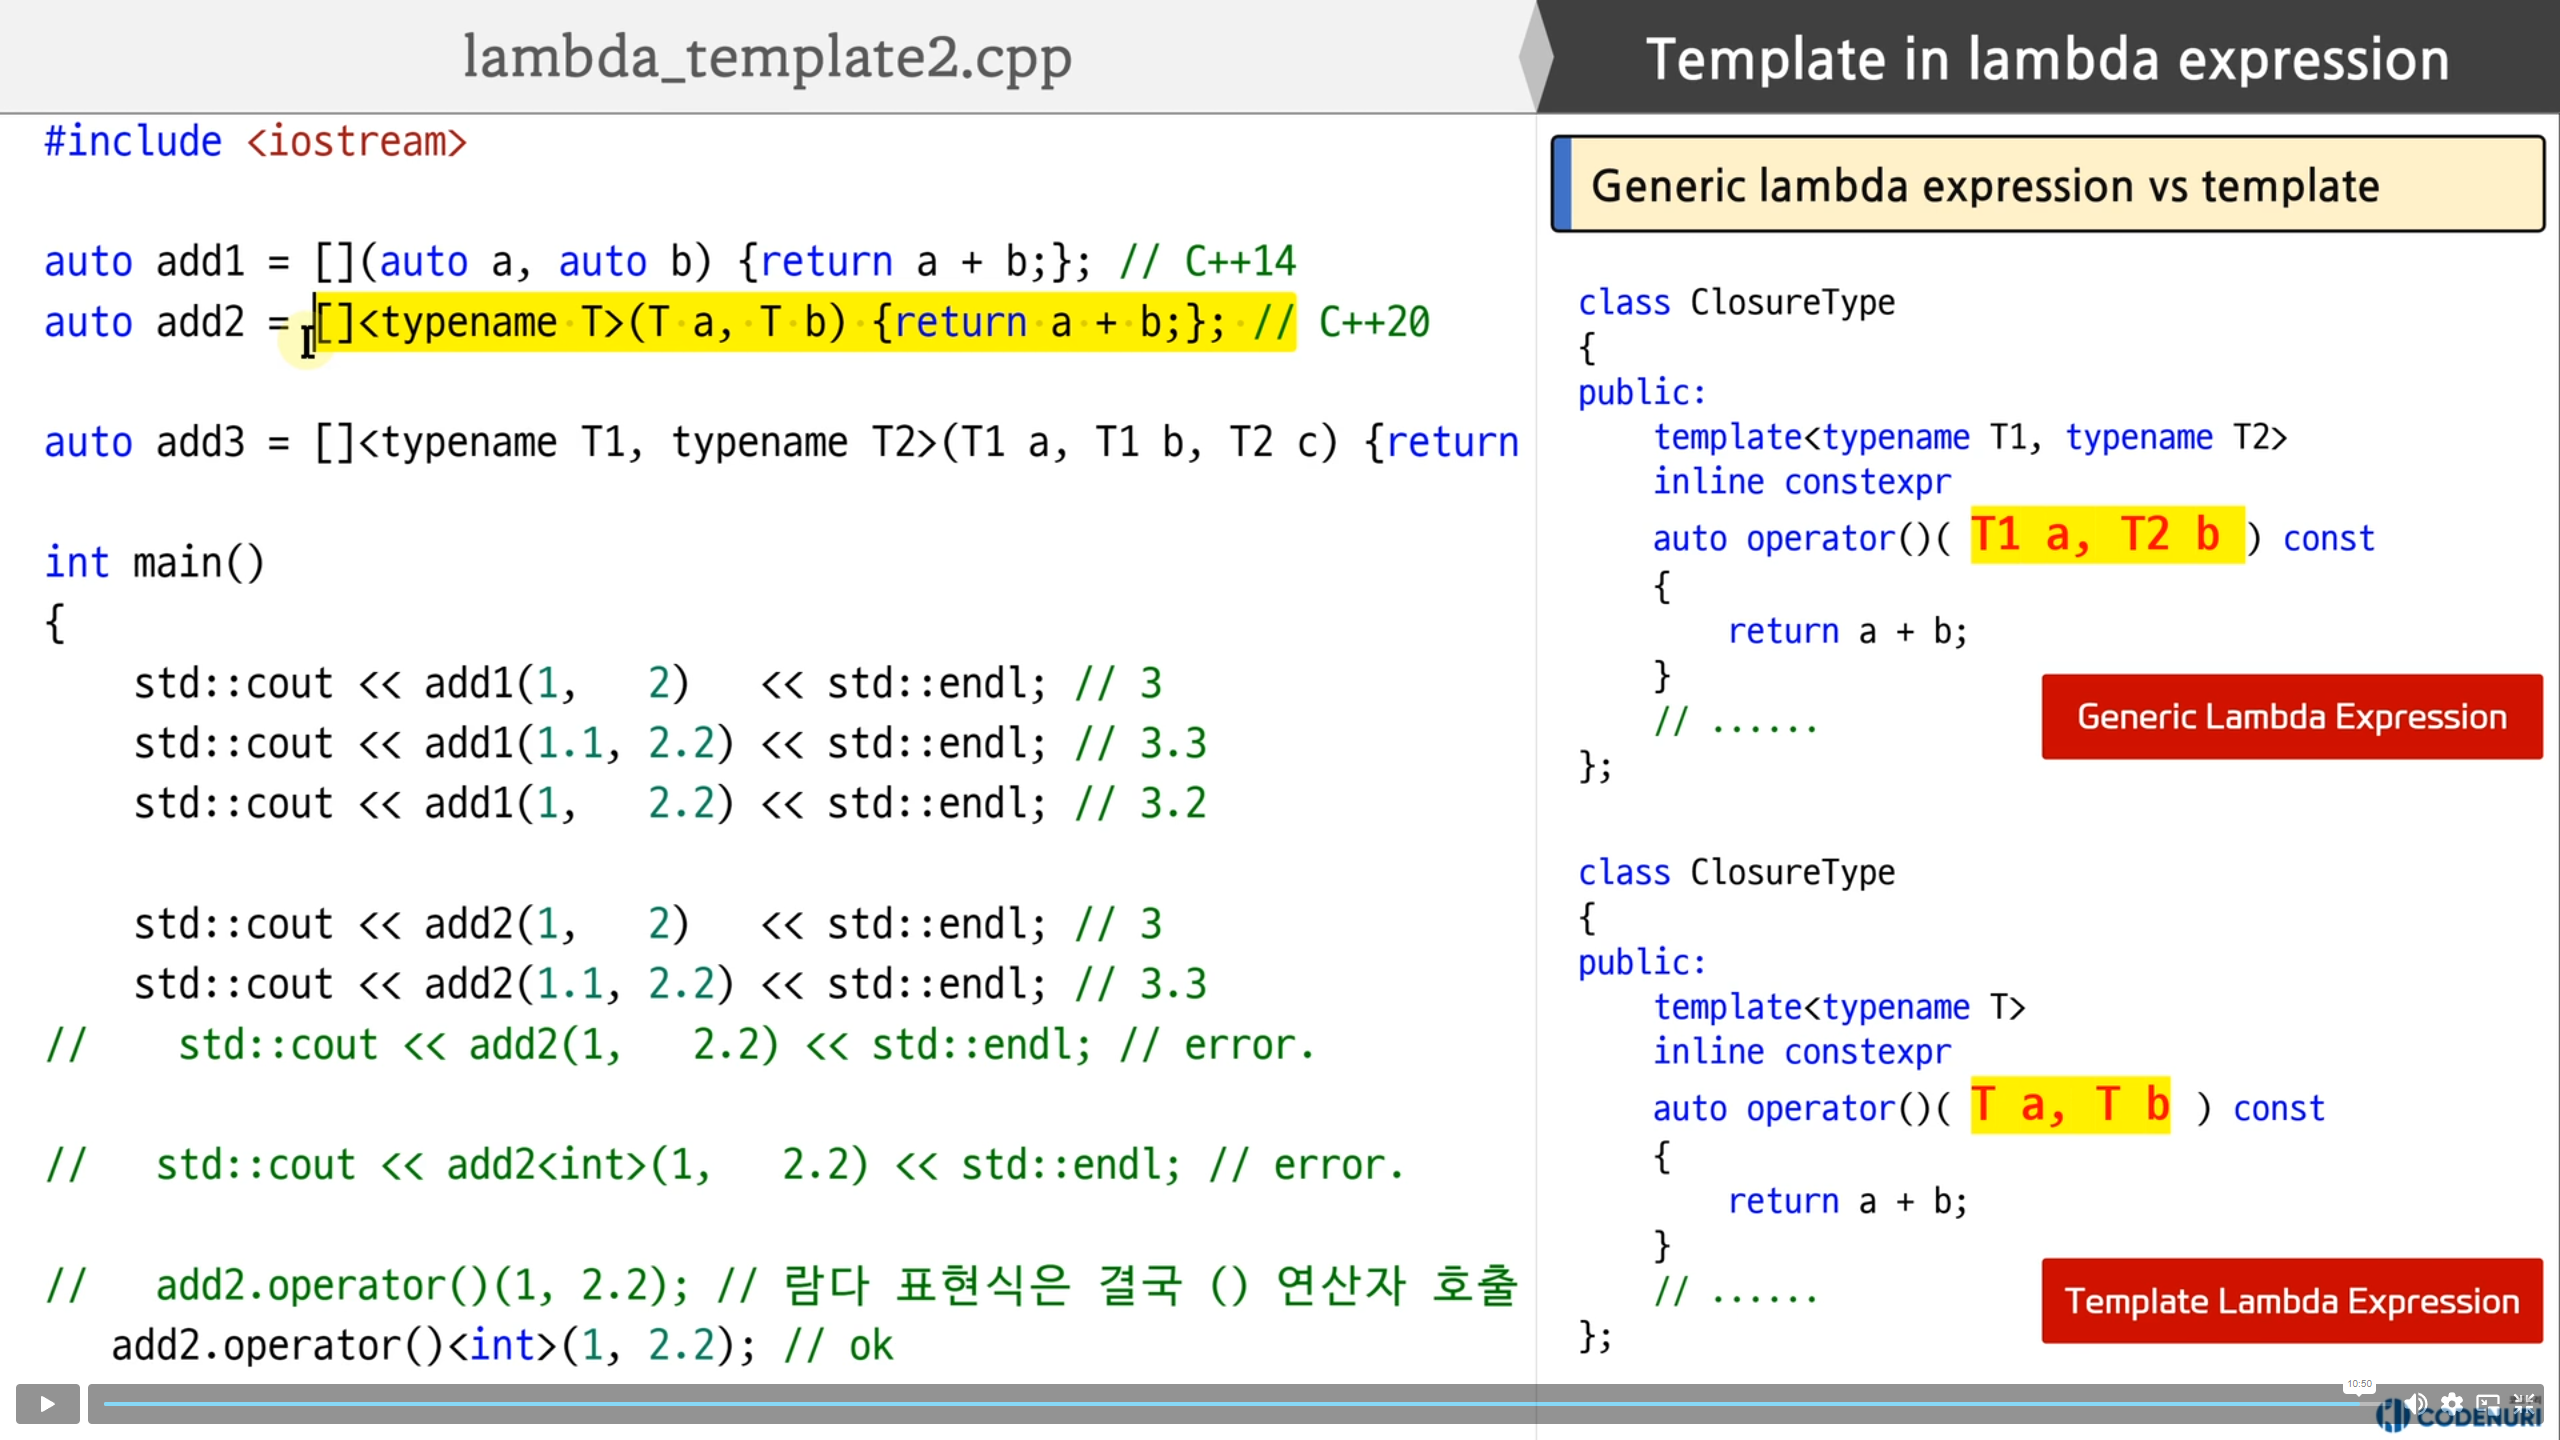 lambda_template2.cpp
#include <iostream>
auto add1 = [](auto a, auto b) {return a + b;}; // C++14
auto add2 = []<typename T>(T a, T b) {return a + b;}; // C++20
auto add3 = []<typename T1, typename T2>(T1 a, T1 b, T2 c) {return
int main()
{
std::cout << add1(1,   2)   << std::endl; // 3
std::cout << add1(1.1, 2.2) << std::endl; // 3.3
std::cout << add1(1,   2.2) << std::endl; // 3.2
std::cout << add2(1,   2)   << std::endl; // 3
std::cout << add2(1.1, 2.2) << std::endl; // 3.3
//    std::cout << add2(1,   2.2) << std::endl; // error.
//   std::cout << add2<int>(1,   2.2) << std::endl; // error.
//   add2.operator()(1, 2.2); // 람다 표현식은 결국 () 연산자 호출
add2.operator()<int>(1, 2.2); // ok
Template in lambda expression
Generic lambda expression vs template
class ClosureType
{
public:
template<typename T1, typename T2>
inline constexpr
auto operator()( T1 a, T2 b ) const
{
return a + b;
}
// ......
};
Generic Lambda Expression
class ClosureType
{
public:
template<typename T>
inline constexpr
auto operator()( T a, T b ) const
{
return a + b;
}
// ......
};
Template Lambda Expression
10:50
CODENURI